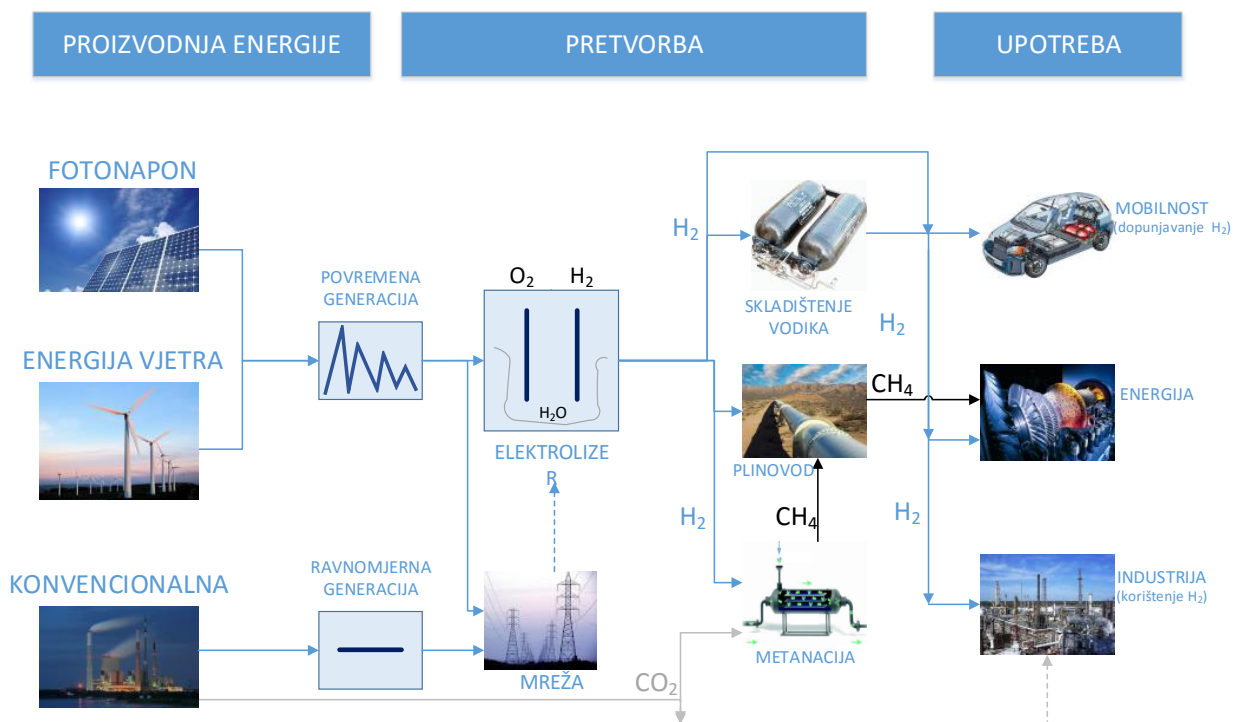 PROIZVODNJA ENERGIJE
PRETVORBA
UPOTREBA
FOTONAPON
ENERGIJA VJETRA
KONVENCIONALNA
POVREMENA
GENERACIJA
RAVNOMJERNA
GENERACIJA
O₂
H₂
H₂O
ELEKTROLIZE
R
MREŽA
CO₂
H₂
H₂
SKLADIŠTENJE
VODIKA
PLINOVOD
CH₄
METANACIJA
H₂
CH₄
H₂
MOBILNOST
(dopunjavanje H₂)
ENERGIJA
INDUSTRIJA
(korištenje H₂)